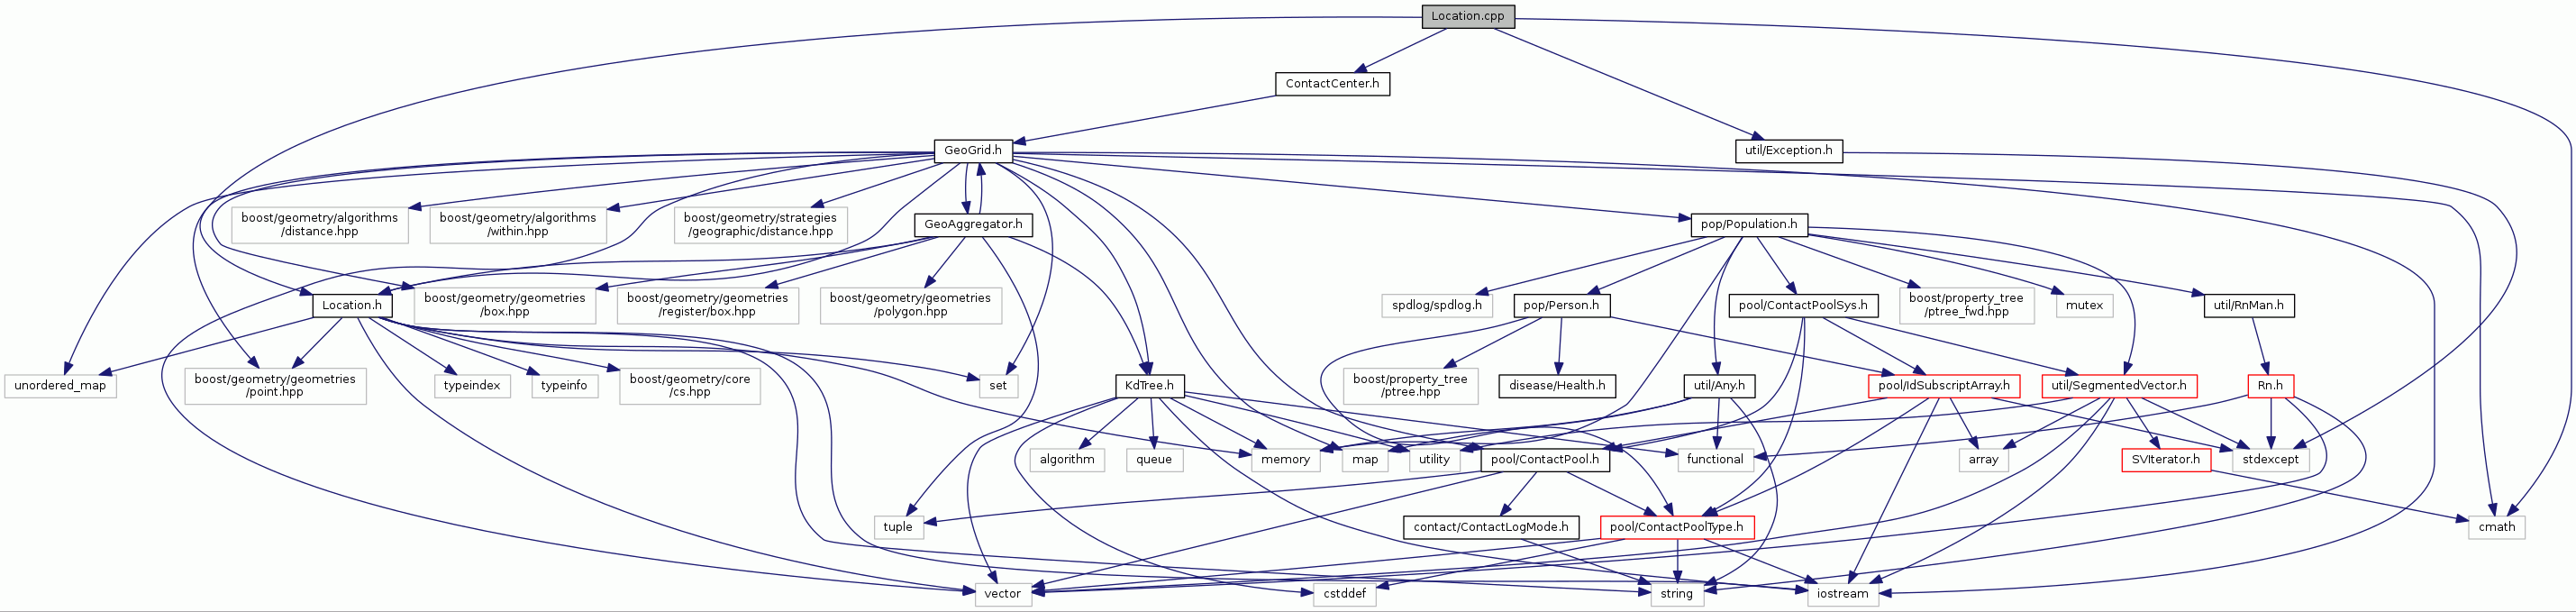 Location.cpp
ContactCenter.h
GeoGrid.h
util/Exception.h
boost/geometry/algorithms
/distance.hpp
boost/geometry/algorithms
/within.hpp
boost/geometry/strategies
/geographic/distance.hpp
GeoAggregator.h
pop/Population.h
Location.h
boost/geometry/geometries
/box.hpp
boost/geometry/geometries
/register/box.hpp
boost/geometry/geometries
/polygon.hpp
spdlog/spdlog.h
pop/Person.h
pool/ContactPoolSys.h
boost/property_tree
/ptree_fwd.hpp
mutex
util/RnMan.h
unordered_map
boost/geometry/geometries
/point.hpp
typeindex
typeinfo
boost/geometry/core
/cs.hpp
set
KdTree.h
boost/property_tree
/ptree.hpp
disease/Health.h
util/Any.h
pool/IdSubscriptArray.h
util/SegmentedVector.h
Rn.h
algorithm
queue
memory
map
utility
pool/ContactPool.h
functional
array
SVIterator.h
stdexcept
tuple
contact/ContactLogMode.h
pool/ContactPoolType.h
cmath
vector
cstddef
string
iostream